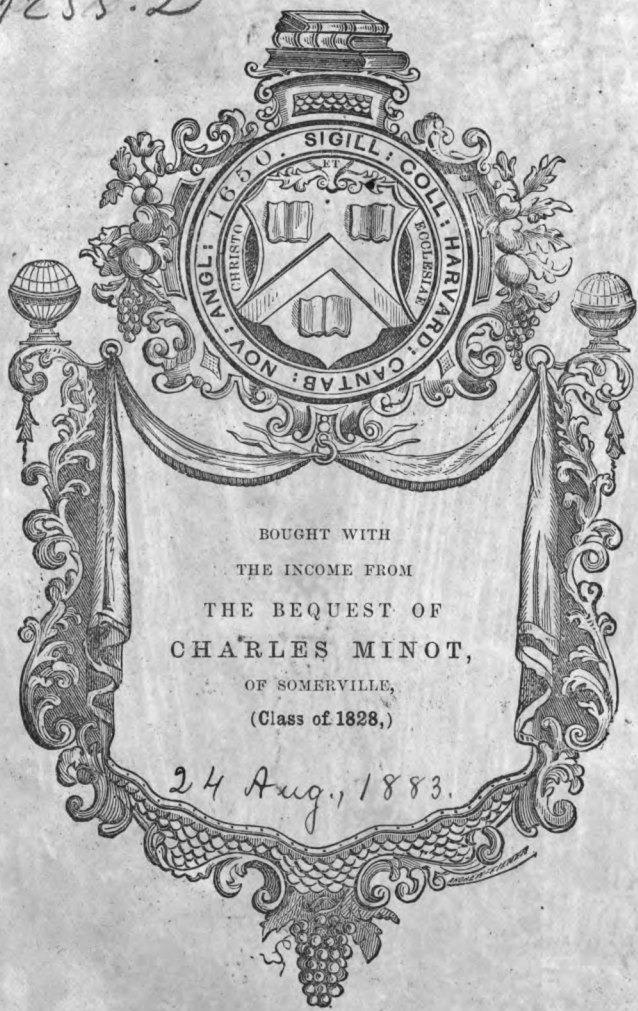 SIGILL: COLL: HARVARD: CANTAB: NOV: ANGL: 1650.
ET
CHRISTO
ECCLESIAE
BOUGHT WITH
THE INCOME FROM
THE BEQUEST OF
CHARLES MINOT,
OF SOMERVILLE,
(Class of 1828,)
24 Aug., 1883.